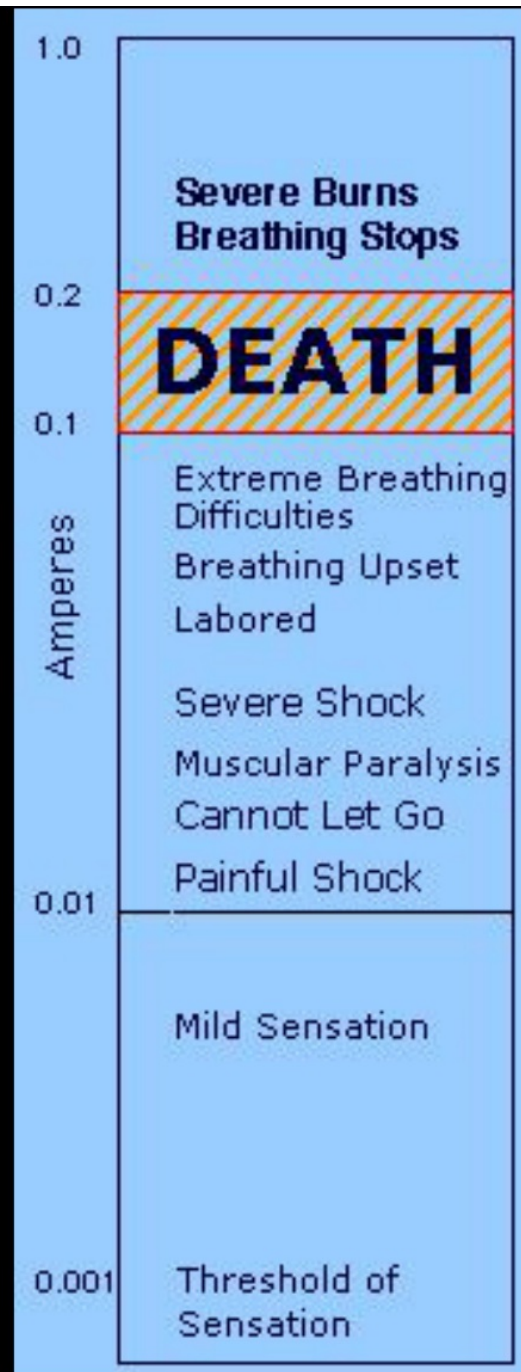 1.0
Severe Burns
Breathing Stops
0.2
DEATH
0.1
Extreme Breathing
Difficulties
Breathing Upset
Labored
Amperes
Severe Shock
Muscular Paralysis
Cannot Let Go
Painful Shock
0.01
Mild Sensation
0.001
Threshold of
Sensation